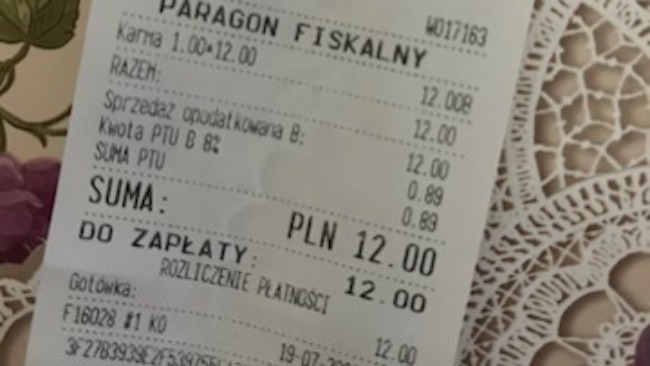 W017163
PARAGON FISKALNY
Karma 1.00*12.00 12.00B
RAZEM: 12.00
Sprzedaż opodatkowana B: 12.00
Kwota PTU B 8% 0.89
SUMA PTU 0.89
SUMA: PLN 12.00
DO ZAPŁATY: 12.00
ROZLICZENIE PŁATNOŚCI
Gotówka: 12.00
F16028 #1 KO 19-07-